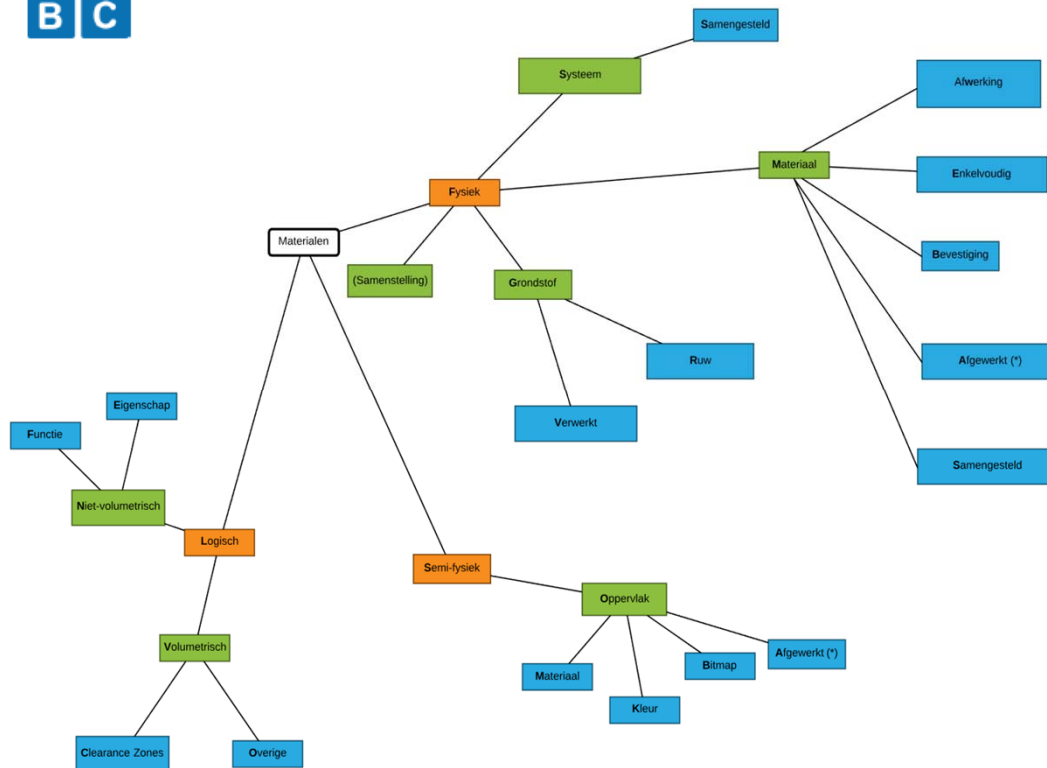 B C
Samengesteld
Systeem
Afwerking
Materiaal
Enkelvoudig
Fysiek
Materialen
Bevestiging
(Samenstelling)
Grondstof
Ruw
Afgewerkt (*)
Eigenschap
Verwerkt
Functie
Samengesteld
Niet-volumetrisch
Logisch
Semi-fysiek
Oppervlak
Volumetrisch
Afgewerkt (*)
Bitmap
Materiaal
Kleur
Clearance Zones
Overige